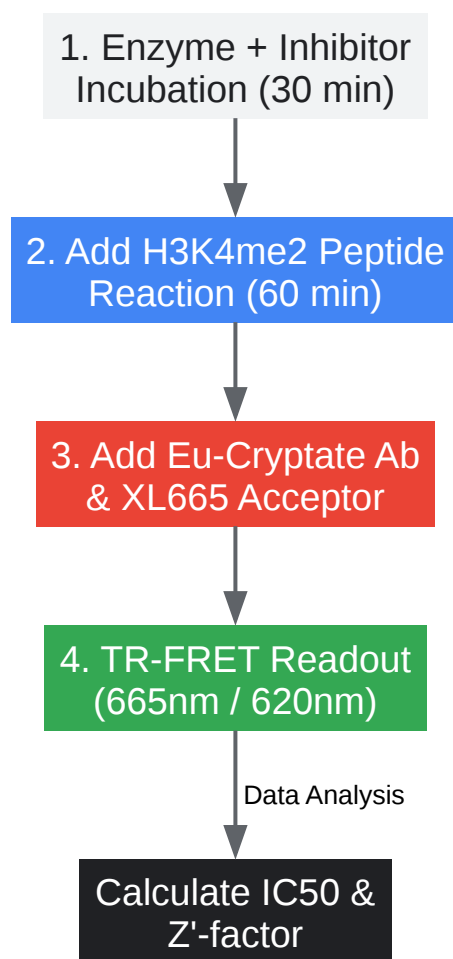 1. Enzyme + Inhibitor
Incubation (30 min)
2. Add H3K4me2 Peptide
Reaction (60 min)
3. Add Eu-Cryptate Ab
& XL665 Acceptor
4. TR-FRET Readout
(665nm / 620nm)
Data Analysis
Calculate IC50 &
Z'-factor